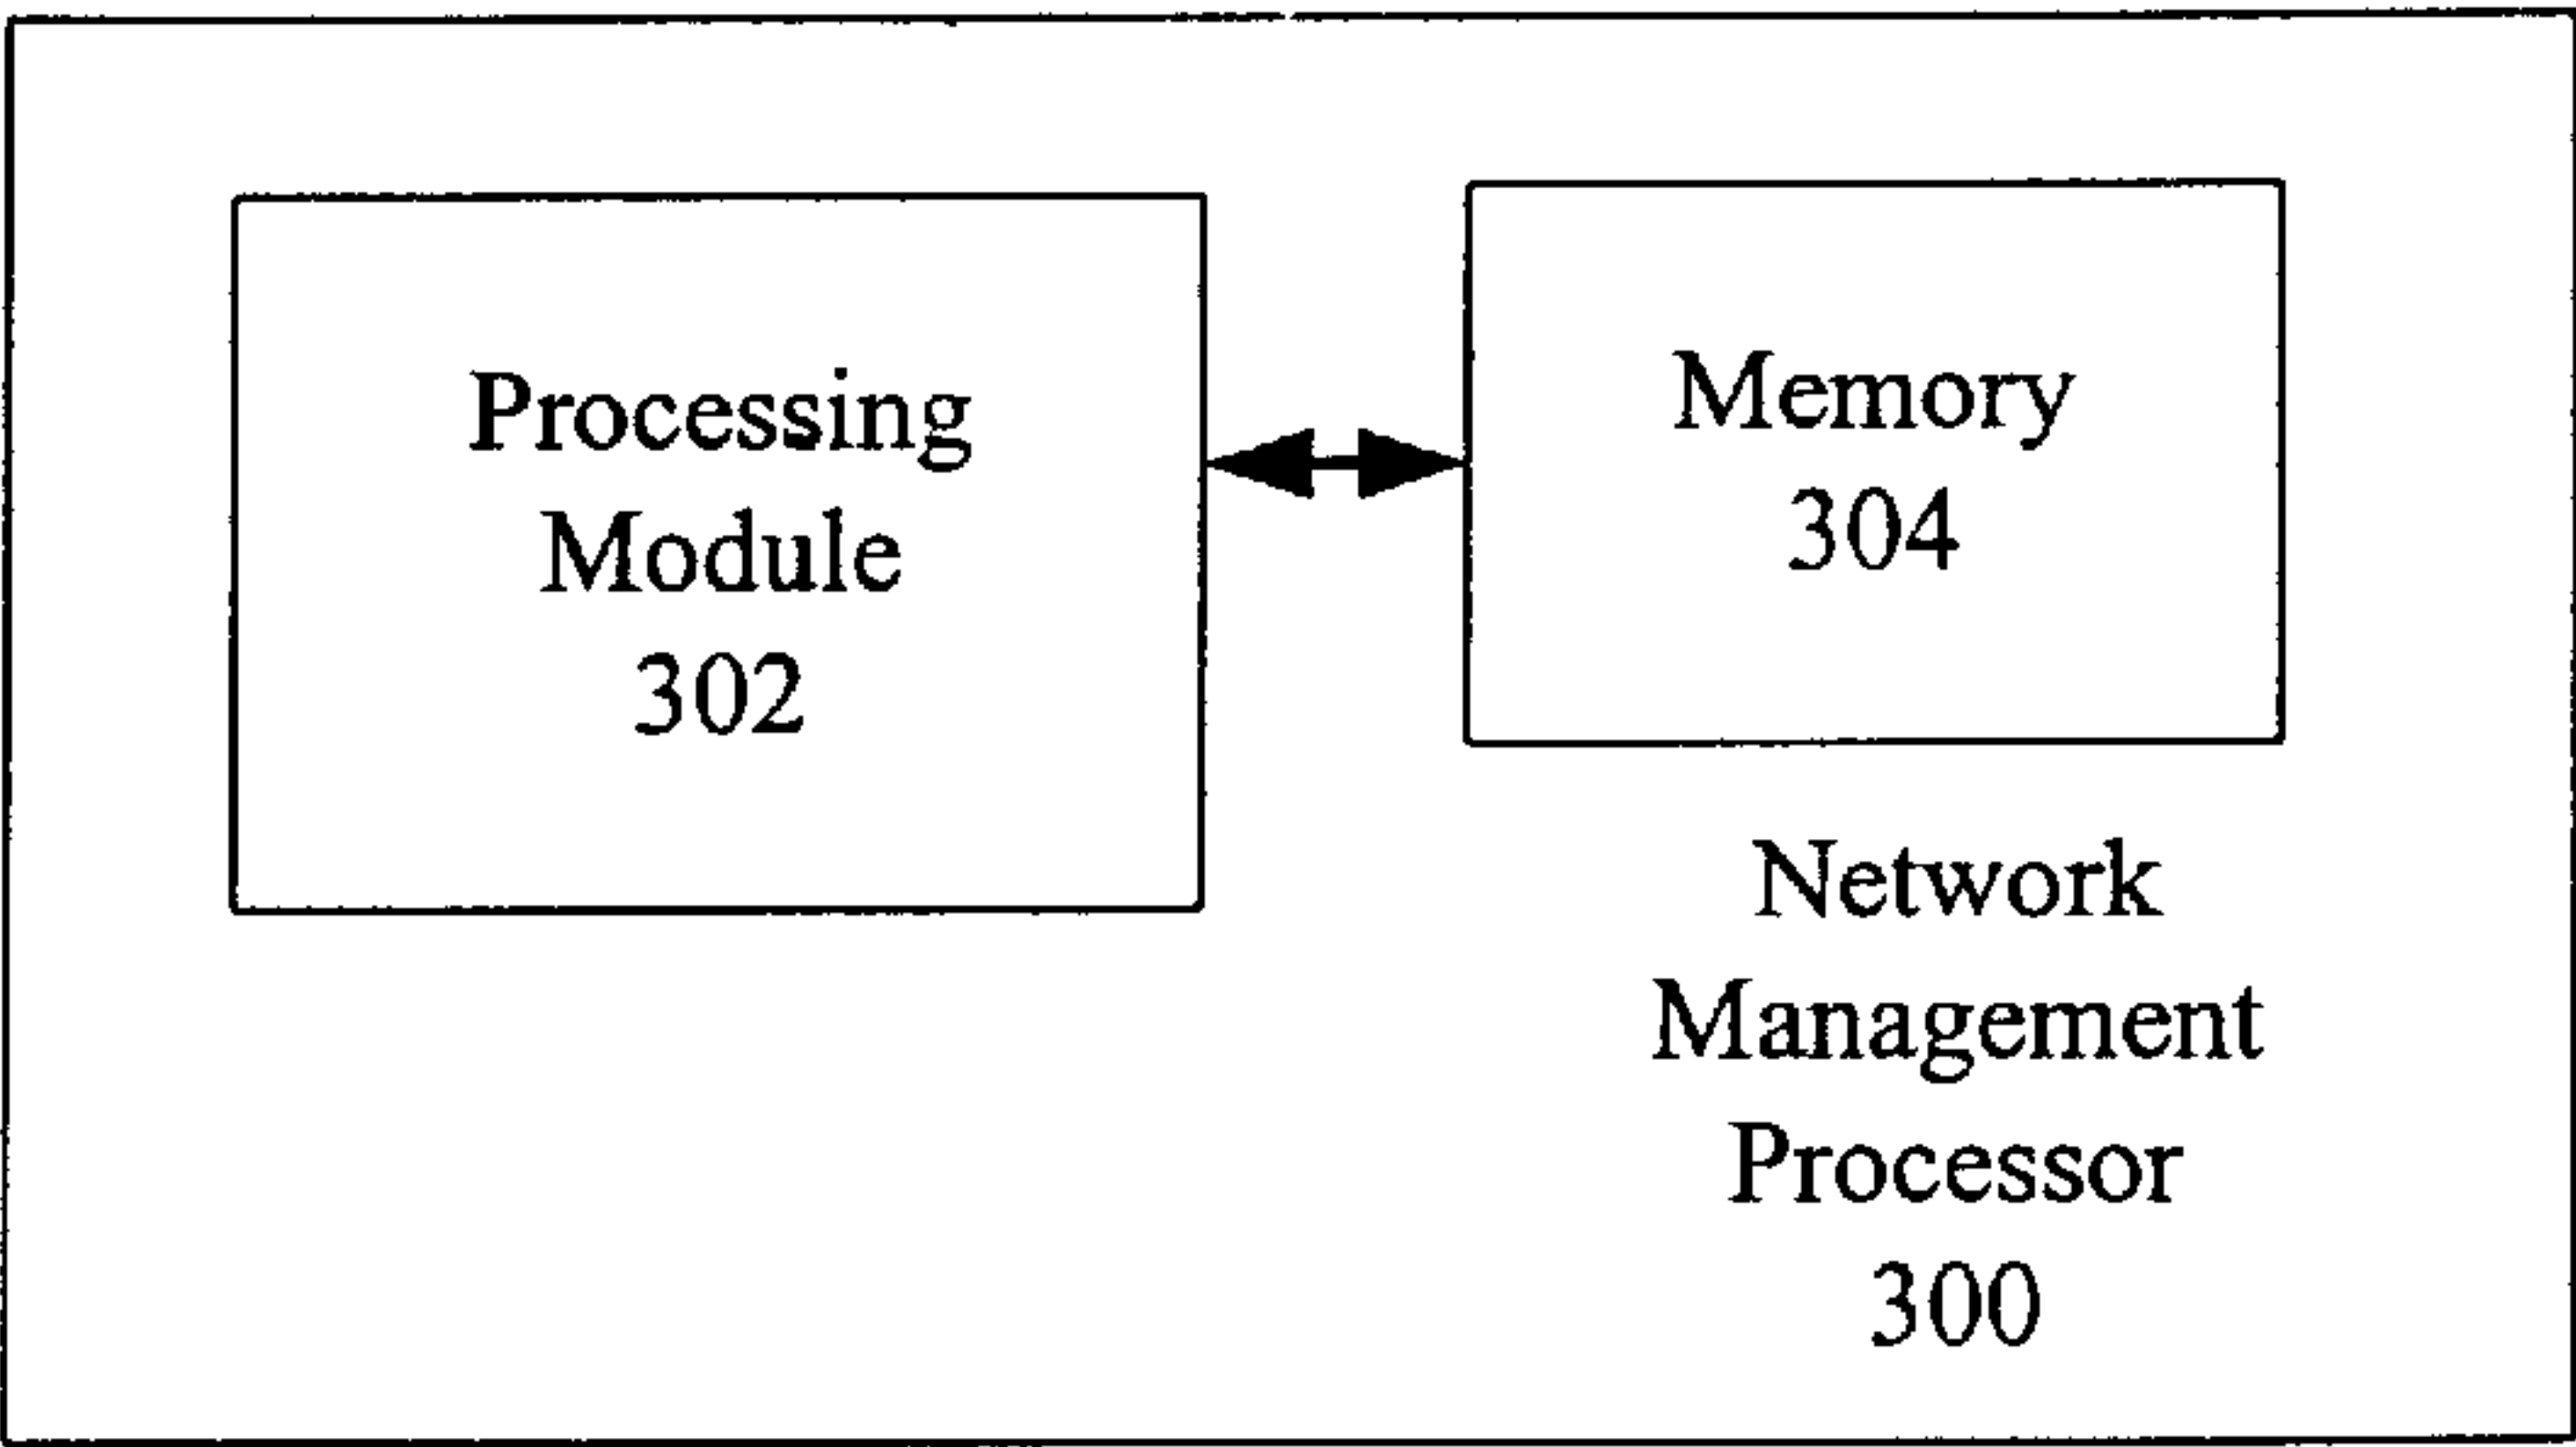 Processing
Module
302
Memory
304
Network
Management
Processor
300